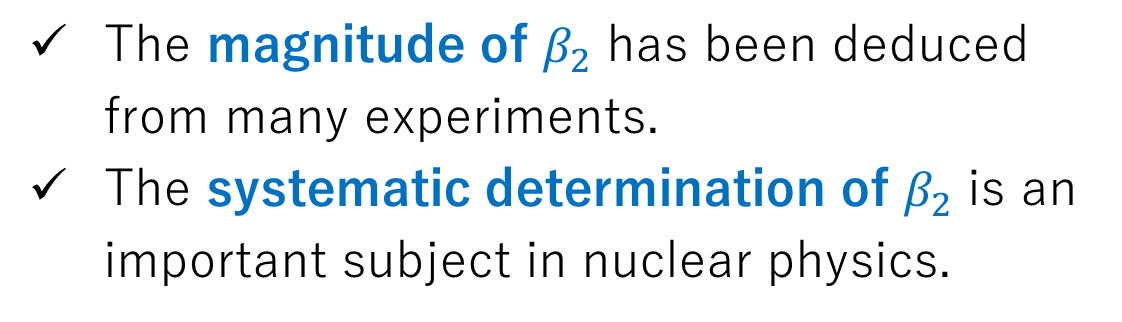 ✓ The magnitude of β₂ has been deduced
from many experiments.
✓ The systematic determination of β₂ is an
important subject in nuclear physics.